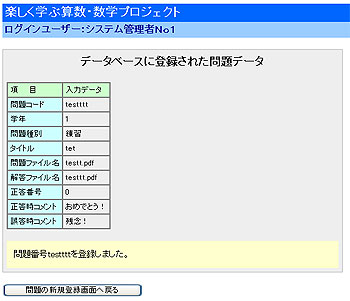 楽しく学ぶ算数・数学プロジェクト
ログインユーザー：システム管理者No1
データベースに登録された問題データ
項　目 入力データ
問題コード testttt
学年 1
問題種別 練習
タイトル tet
問題ファイル名 testt.pdf
解答ファイル名 testtt.pdf
正答番号 0
正答時コメント おめでとう！
誤答時コメント 残念！
問題番号testtttを登録しました。
問題の新規登録画面へ戻る